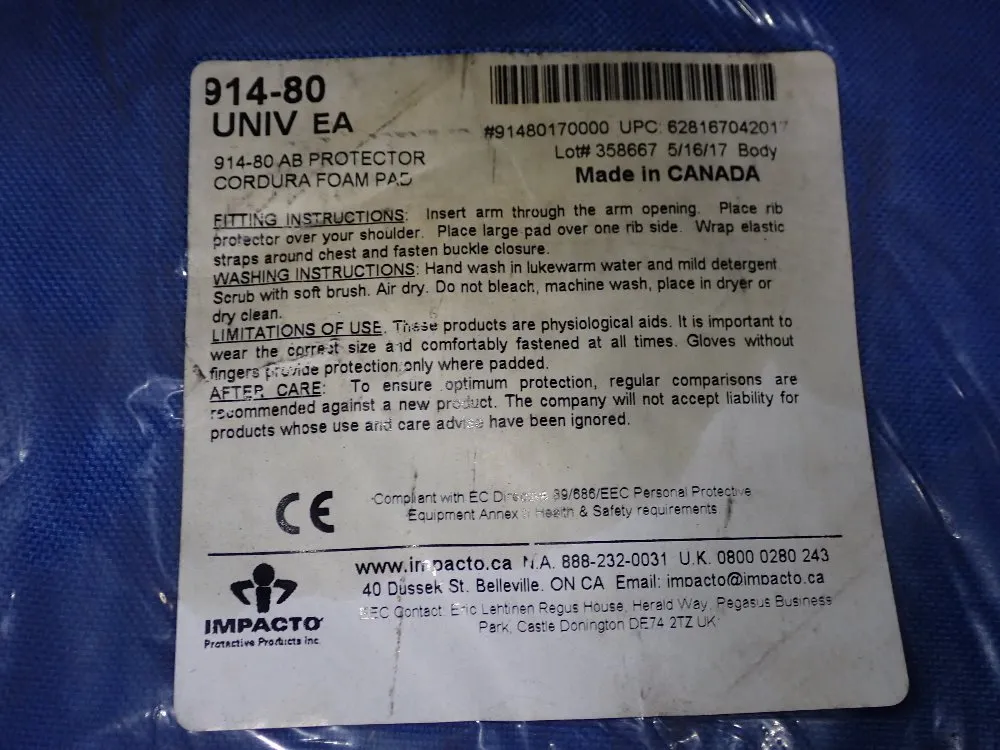 914-80
UNIV EA
914-80 AB PROTECTOR
CORDURA FOAM PAD
#91480170000 UPC: 628167042017
Lot# 358667 5/16/17 Body
Made in CANADA
FITTING INSTRUCTIONS: Insert arm through the arm opening. Place rib
protector over your shoulder. Place large pad over one rib side. Wrap elastic
straps around chest and fasten buckle closure.
WASHING INSTRUCTIONS: Hand wash in lukewarm water and mild detergent
Scrub with soft brush. Air dry. Do not bleach, machine wash, place in dryer or
dry clean.
LIMITATIONS OF USE. These products are physiological aids. It is important to
wear the correct size and comfortably fastened at all times. Gloves without
fingers provide protection only where padded.
AFTER CARE: To ensure optimum protection, regular comparisons are
recommended against a new product. The company will not accept liability for
products whose use and care advise have been ignored.
CE
Compliant with EC Directive 89/686/EEC Personal Protective
Equipment Annex Health & Safety requirements
www.impacto.ca N.A. 888-232-0031 U.K. 0800 0280 243
40 Dussek St. Belleville. ON CA Email: impacto@impacto.ca
EEC Contact. Eric Lehtinen Regus House, Herald Way, Pegasus Business
Park, Castle Donington DE74 2TZ UK
IMPACTO
Protective Products inc.